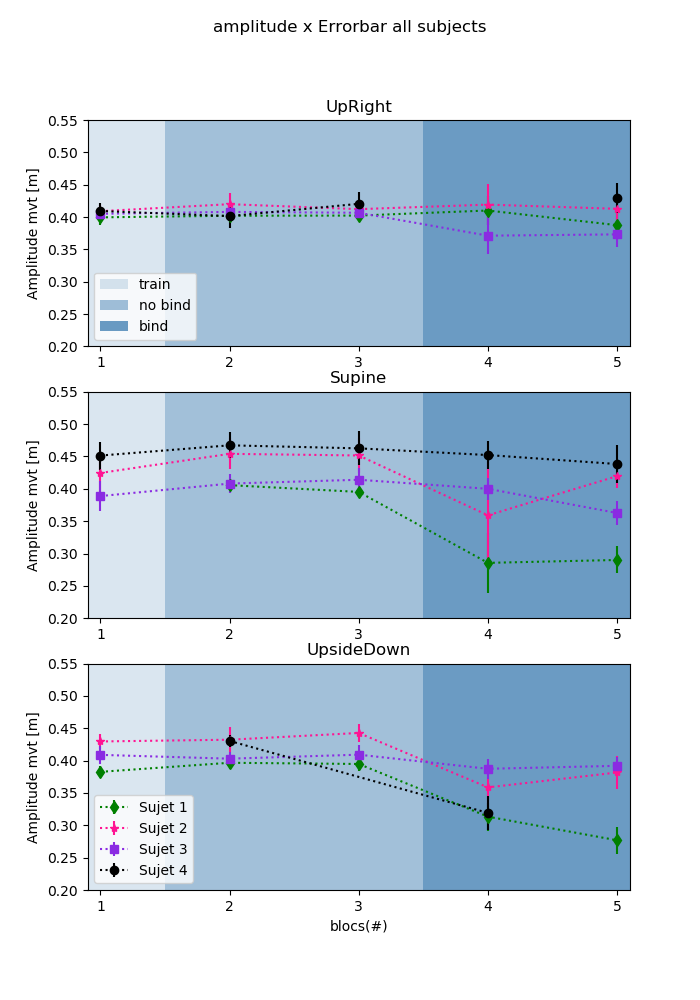 amplitude x Errorbar all subjects
UpRight
0.55
0.50
0.45
0.40
0.35
0.30
0.25
0.20
Amplitude mvt [m]
train
no bind
bind
1 2 3 4 5
Supine
0.55
0.50
0.45
0.40
0.35
0.30
0.25
0.20
Amplitude mvt [m]
1 2 3 4 5
UpsideDown
0.55
0.50
0.45
0.40
0.35
0.30
0.25
0.20
Amplitude mvt [m]
Sujet 1
Sujet 2
Sujet 3
Sujet 4
1 2 3 4 5
blocs(#)